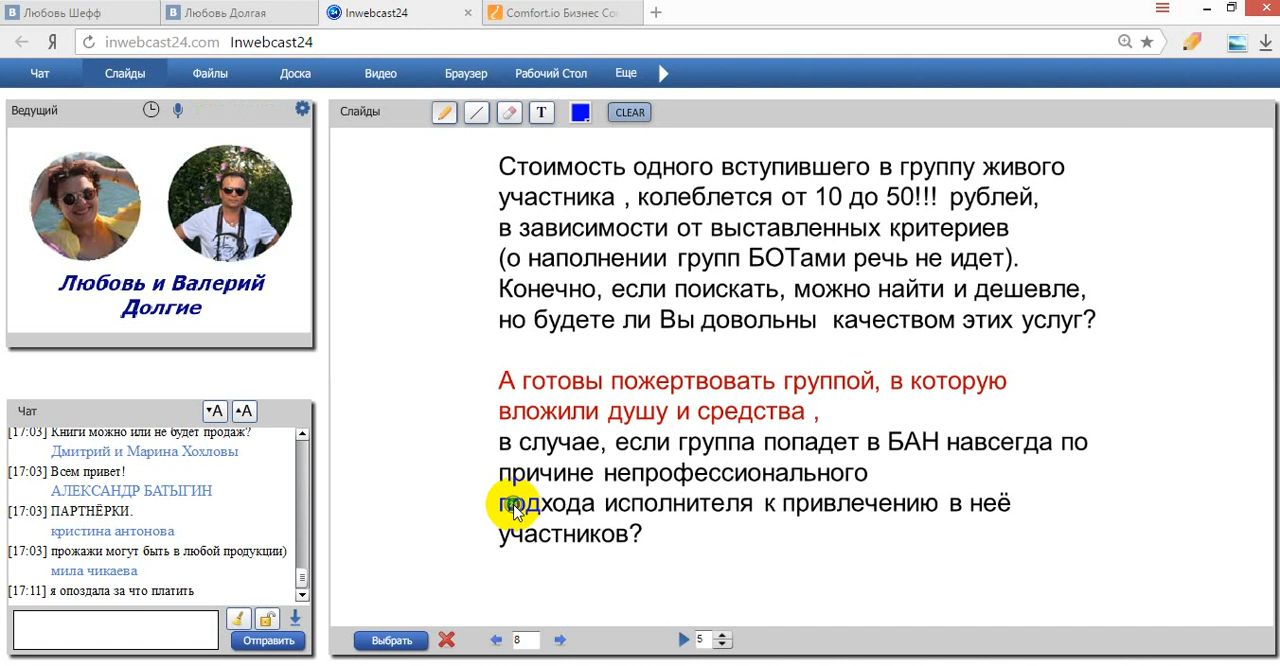 Любовь Шефф
Любовь Долгая
Inwebcast24
Comfort.io Бизнес Со
inwebcast24.com Inwebcast24
Чат Слайды Файлы Доска Видео Браузер Рабочий Стол Еще
Ведущий
Любовь и Валерий
Долгие
Чат
▾A ▴A
[17:03] Книги можно или не будет продаж?
Дмитрий и Марина Хохловы
[17:03] Всем привет!
АЛЕКСАНДР БАТЫГИН
[17:03] ПАРТНЁРКИ.
кристина антонова
[17:03] прожажи могут быть в любой продукции)
мила чикаева
[17:11] я опоздала за что платить
Отправить
Слайды
T
CLEAR
Стоимость одного вступившего в группу живого
участника , колеблется от 10 до 50!!! рублей,
в зависимости от выставленных критериев
(о наполнении групп БОТами речь не идет).
Конечно, если поискать, можно найти и дешевле,
но будете ли Вы довольны качеством этих услуг?
А готовы пожертвовать группой, в которую
вложили душу и средства ,
в случае, если группа попадет в БАН навсегда по
причине непрофессионального
подхода исполнителя к привлечению в неё
участников?
Выбрать
8
5